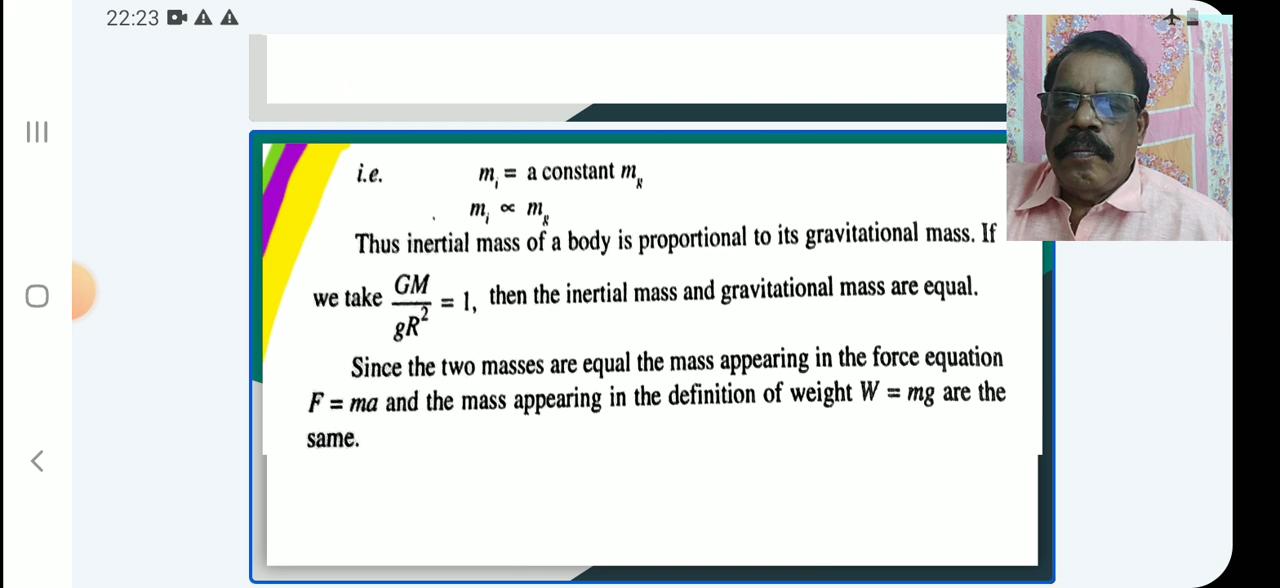 22:23
i.e. m_i = a constant m_g
m_i ∝ m_g
Thus inertial mass of a body is proportional to its gravitational mass. If
we take GM/gR² = 1, then the inertial mass and gravitational mass are equal.
Since the two masses are equal the mass appearing in the force equation
F = ma and the mass appearing in the definition of weight W = mg are the
same.